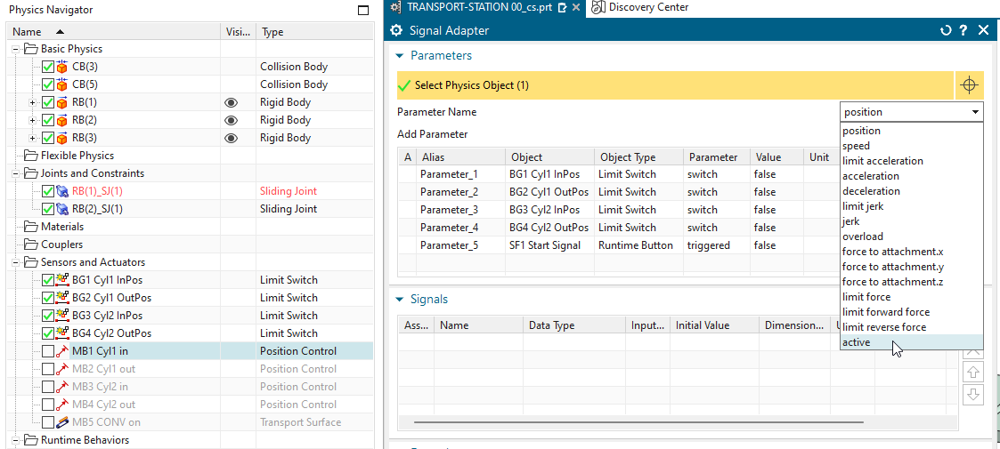 Physics Navigator
Name Visi... Type
Basic Physics
CB(3) Collision Body
CB(5) Collision Body
RB(1) Rigid Body
RB(2) Rigid Body
RB(3) Rigid Body
Flexible Physics
Joints and Constraints
RB(1)_SJ(1) Sliding Joint
RB(2)_SJ(1) Sliding Joint
Materials
Couplers
Sensors and Actuators
BG1 Cyl1 InPos Limit Switch
BG2 Cyl1 OutPos Limit Switch
BG3 Cyl2 InPos Limit Switch
BG4 Cyl2 OutPos Limit Switch
MB1 Cyl1 in Position Control
MB2 Cyl1 out Position Control
MB3 Cyl2 in Position Control
MB4 Cyl2 out Position Control
MB5 CONV on Transport Surface
Runtime Behaviors
TRANSPORT-STATION 00_cs.prt Discovery Center
Signal Adapter
Parameters
Select Physics Object (1)
Parameter Name position
Add Parameter
A Alias Object Object Type Parameter Value Unit
Parameter_1 BG1 Cyl1 InPos Limit Switch switch false
Parameter_2 BG2 Cyl1 OutPos Limit Switch switch false
Parameter_3 BG3 Cyl2 InPos Limit Switch switch false
Parameter_4 BG4 Cyl2 OutPos Limit Switch switch false
Parameter_5 SF1 Start Signal Runtime Button triggered false
position
speed
limit acceleration
acceleration
deceleration
limit jerk
jerk
overload
force to attachment.x
force to attachment.y
force to attachment.z
limit force
limit forward force
limit reverse force
active
Signals
Ass... Name Data Type Input... Initial Value Dimension...